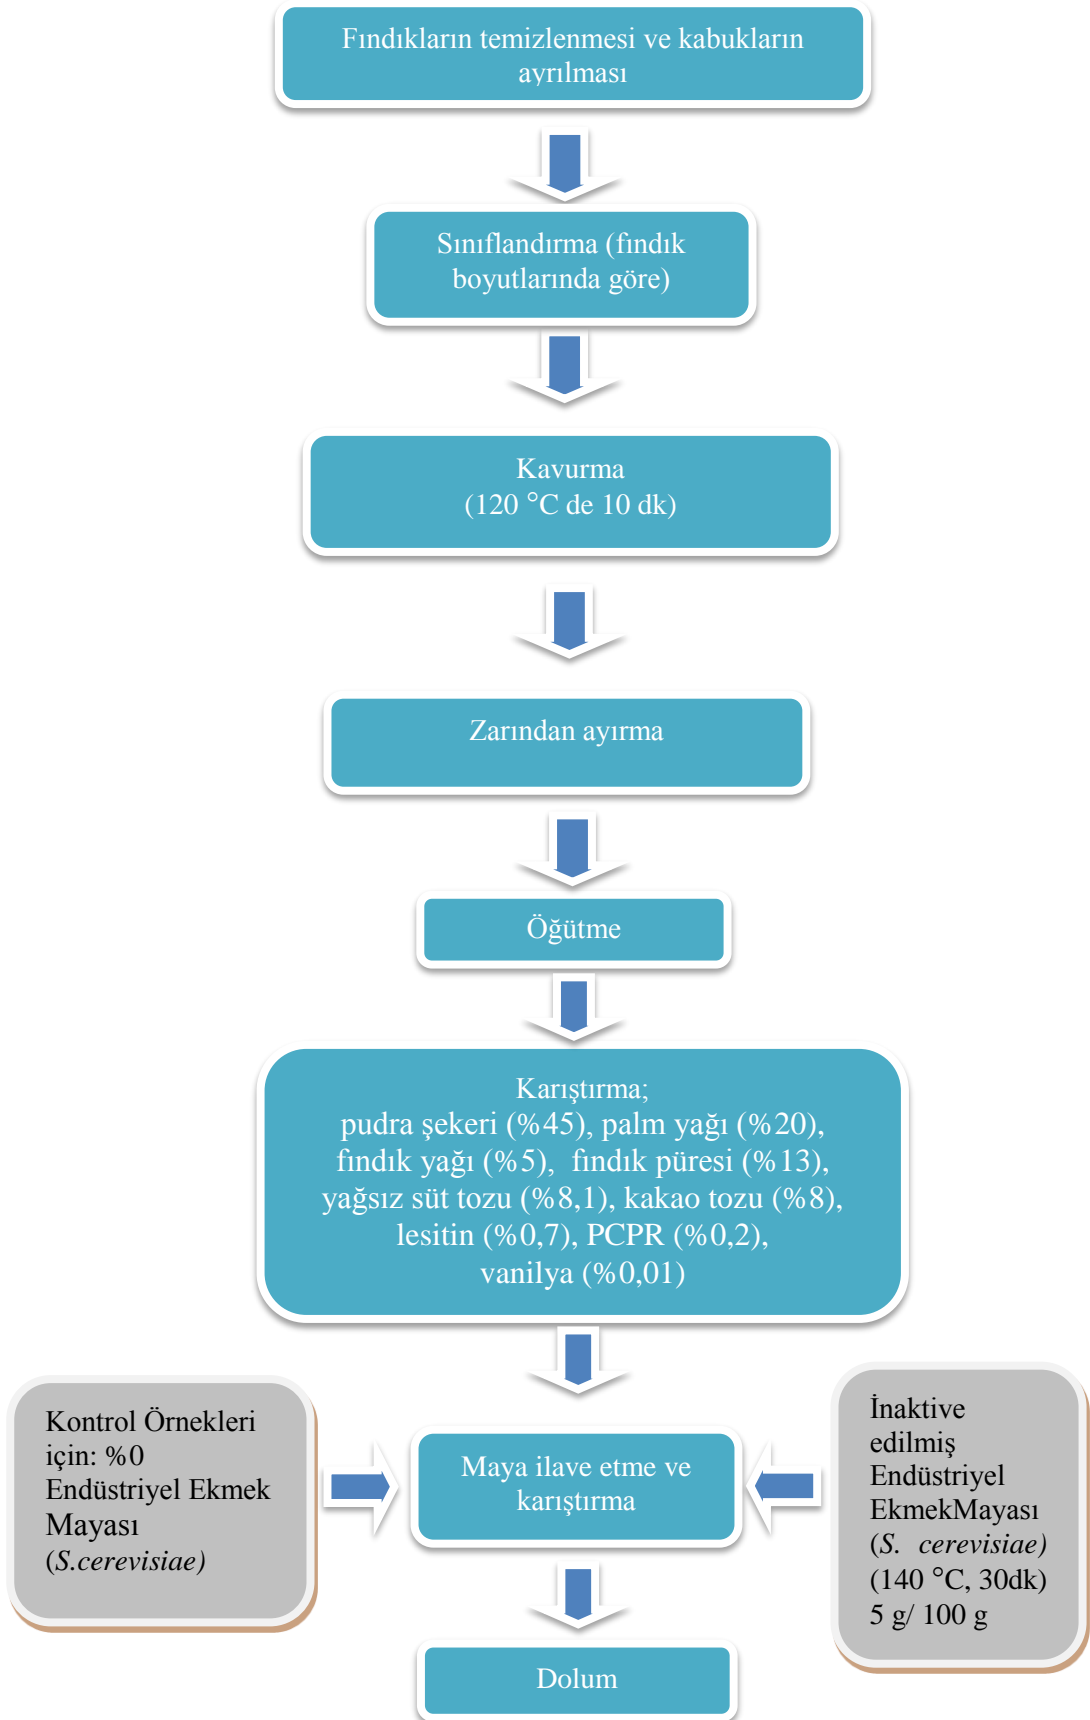 Fındıkların temizlenmesi ve kabukların
ayrılması
Sınıflandırma (fındık
boyutlarında göre)
Kavurma
(120 °C de 10 dk)
Zarından ayırma
Öğütme
Karıştırma;
pudra şekeri (%45), palm yağı (%20),
fındık yağı (%5), fındık püresi (%13),
yağsız süt tozu (%8,1), kakao tozu (%8),
lesitin (%0,7), PCPR (%0,2),
vanilya (%0,01)
Kontrol Örnekleri
için: %0
Endüstriyel Ekmek
Mayası
(S.cerevisiae)
Maya ilave etme ve
karıştırma
İnaktive
edilmiş
Endüstriyel
EkmekMayası
(S. cerevisiae)
(140 °C, 30dk)
5 g/ 100 g
Dolum